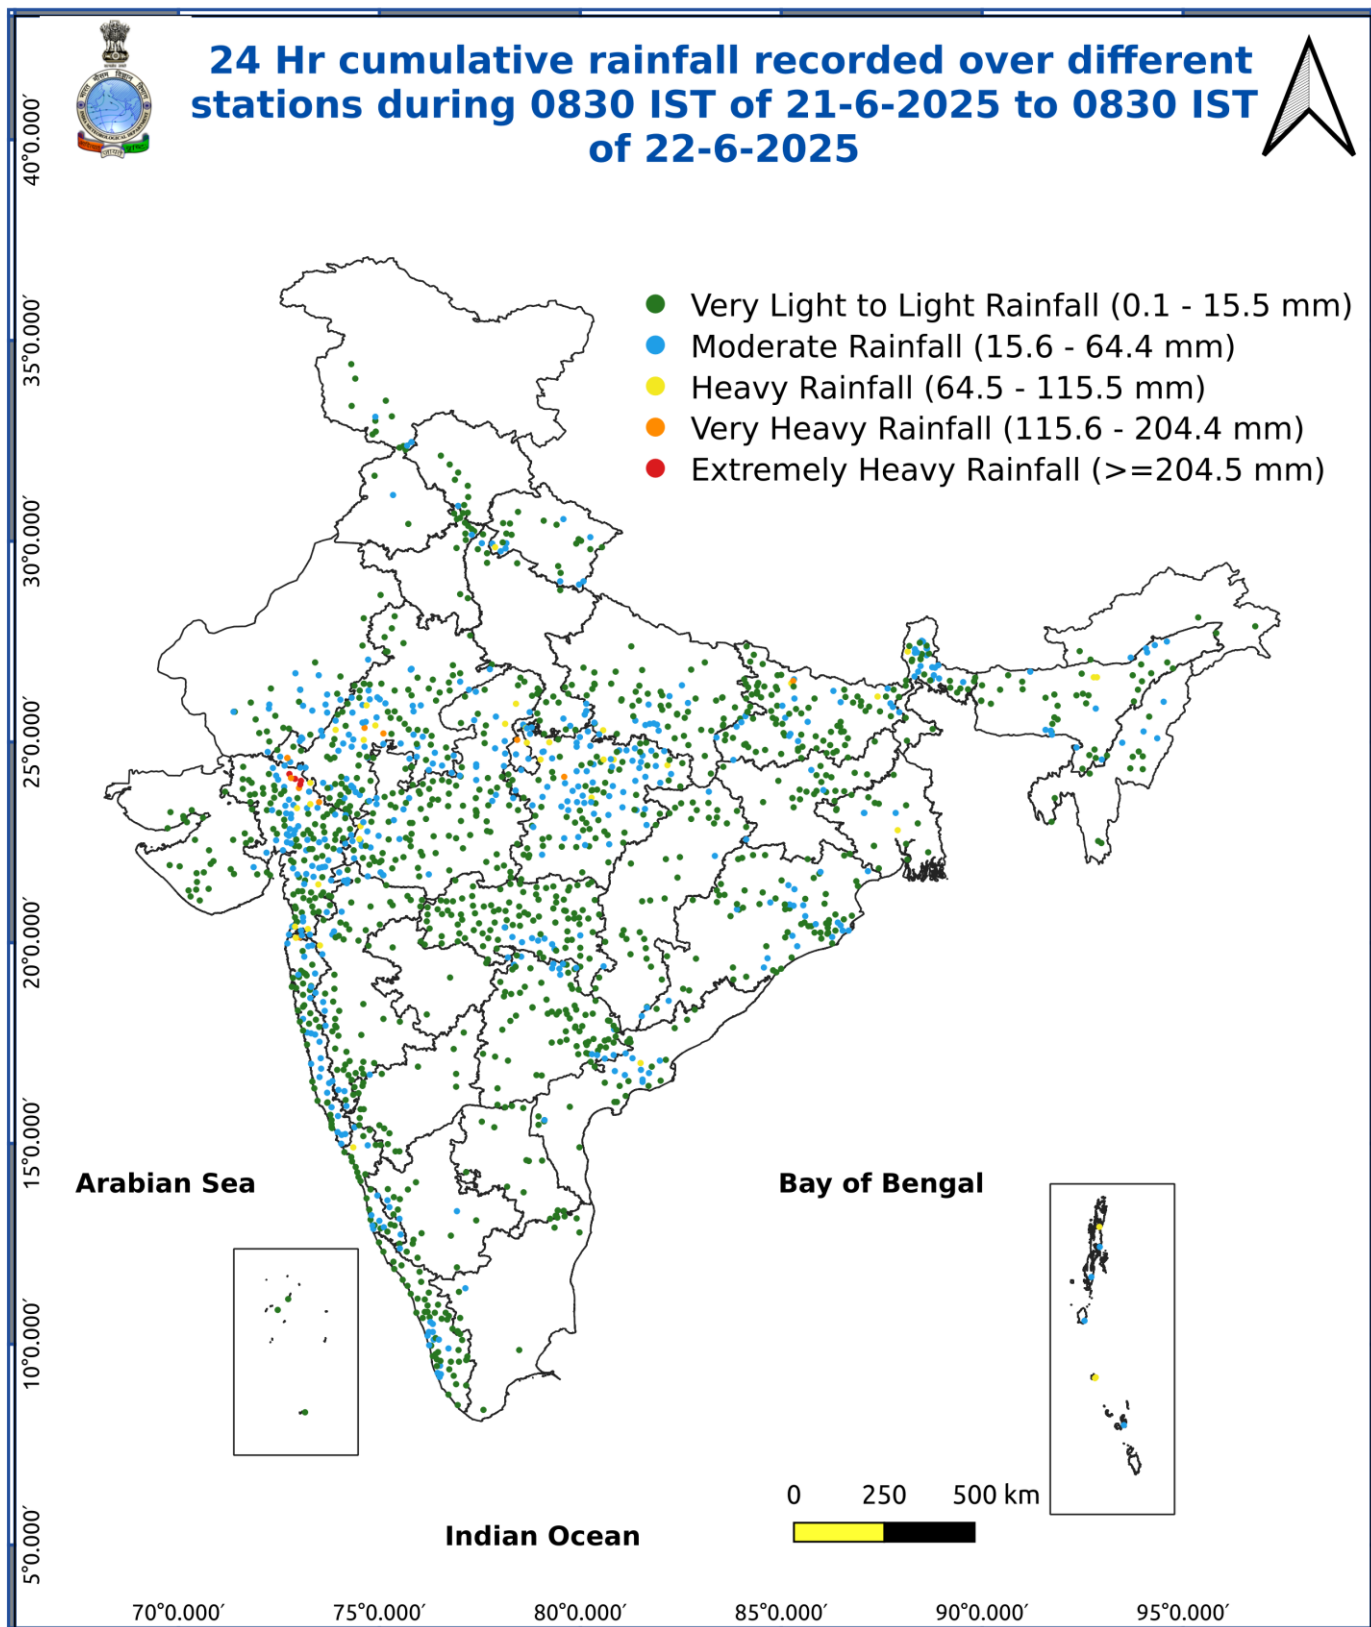 24 Hr cumulative rainfall recorded over different
stations during 0830 IST of 21-6-2025 to 0830 IST
of 22-6-2025
Very Light to Light Rainfall (0.1 - 15.5 mm)
Moderate Rainfall (15.6 - 64.4 mm)
Heavy Rainfall (64.5 - 115.5 mm)
Very Heavy Rainfall (115.6 - 204.4 mm)
Extremely Heavy Rainfall (>=204.5 mm)
40°0.000′
35°0.000′
30°0.000′
25°0.000′
20°0.000′
15°0.000′
10°0.000′
5°0.000′
Arabian Sea
Bay of Bengal
Indian Ocean
0 250 500 km
70°0.000′ 75°0.000′ 80°0.000′ 85°0.000′ 90°0.000′ 95°0.000′